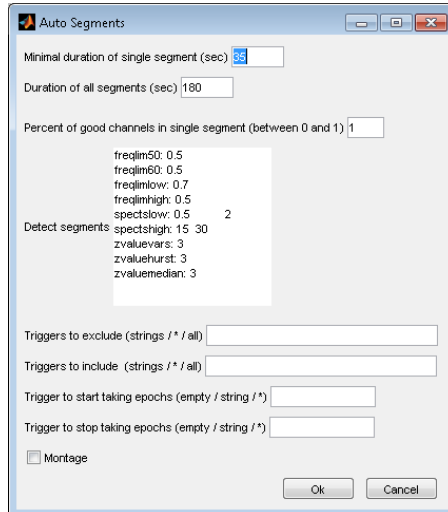 Auto Segments
Minimal duration of single segment (sec) 35
Duration of all segments (sec) 180
Percent of good channels in single segment (between 0 and 1) 1
freqlim50: 0.5
freqlim60: 0.5
freqlimlow: 0.7
freqlimhigh: 0.5
spectslow: 0.5 2
Detect segments spectshigh: 15 30
zvaluevars: 3
zvaluehurst: 3
zvaluemedian: 3
Triggers to exclude (strings / * / all)
Triggers to include (strings / * / all)
Trigger to start taking epochs (empty / string / *)
Trigger to stop taking epochs (empty / string / *)
Montage
Ok Cancel